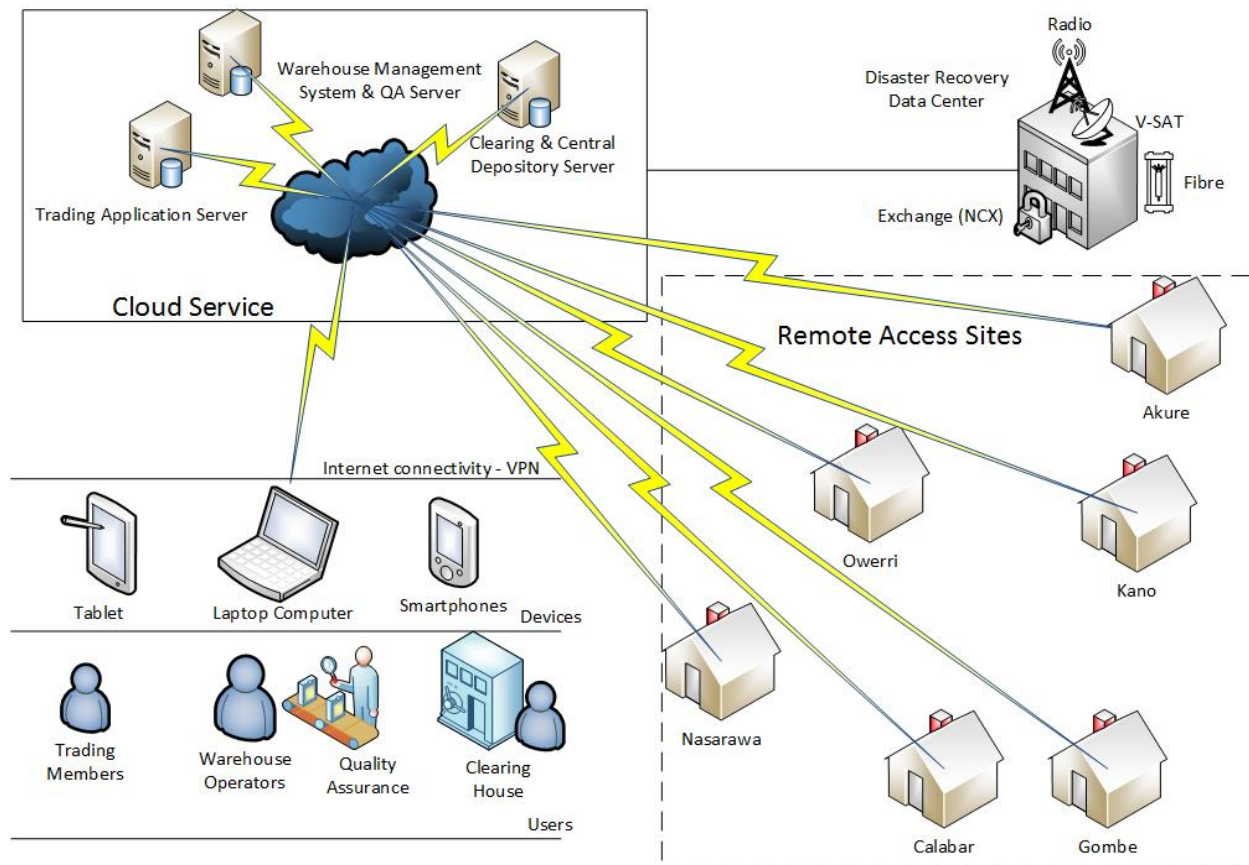 Radio
Disaster Recovery
Data Center
V-SAT
Fibre
Exchange (NCX)
Warehouse Management
System & QA Server
Clearing & Central
Depository Server
Trading Application Server
Cloud Service
Remote Access Sites
Akure
Owerri
Kano
Nasarawa
Calabar
Gombe
Internet connectivity - VPN
Tablet
Laptop Computer
Smartphones
Devices
Trading
Members
Warehouse
Operators
Quality
Assurance
Clearing
House
Users